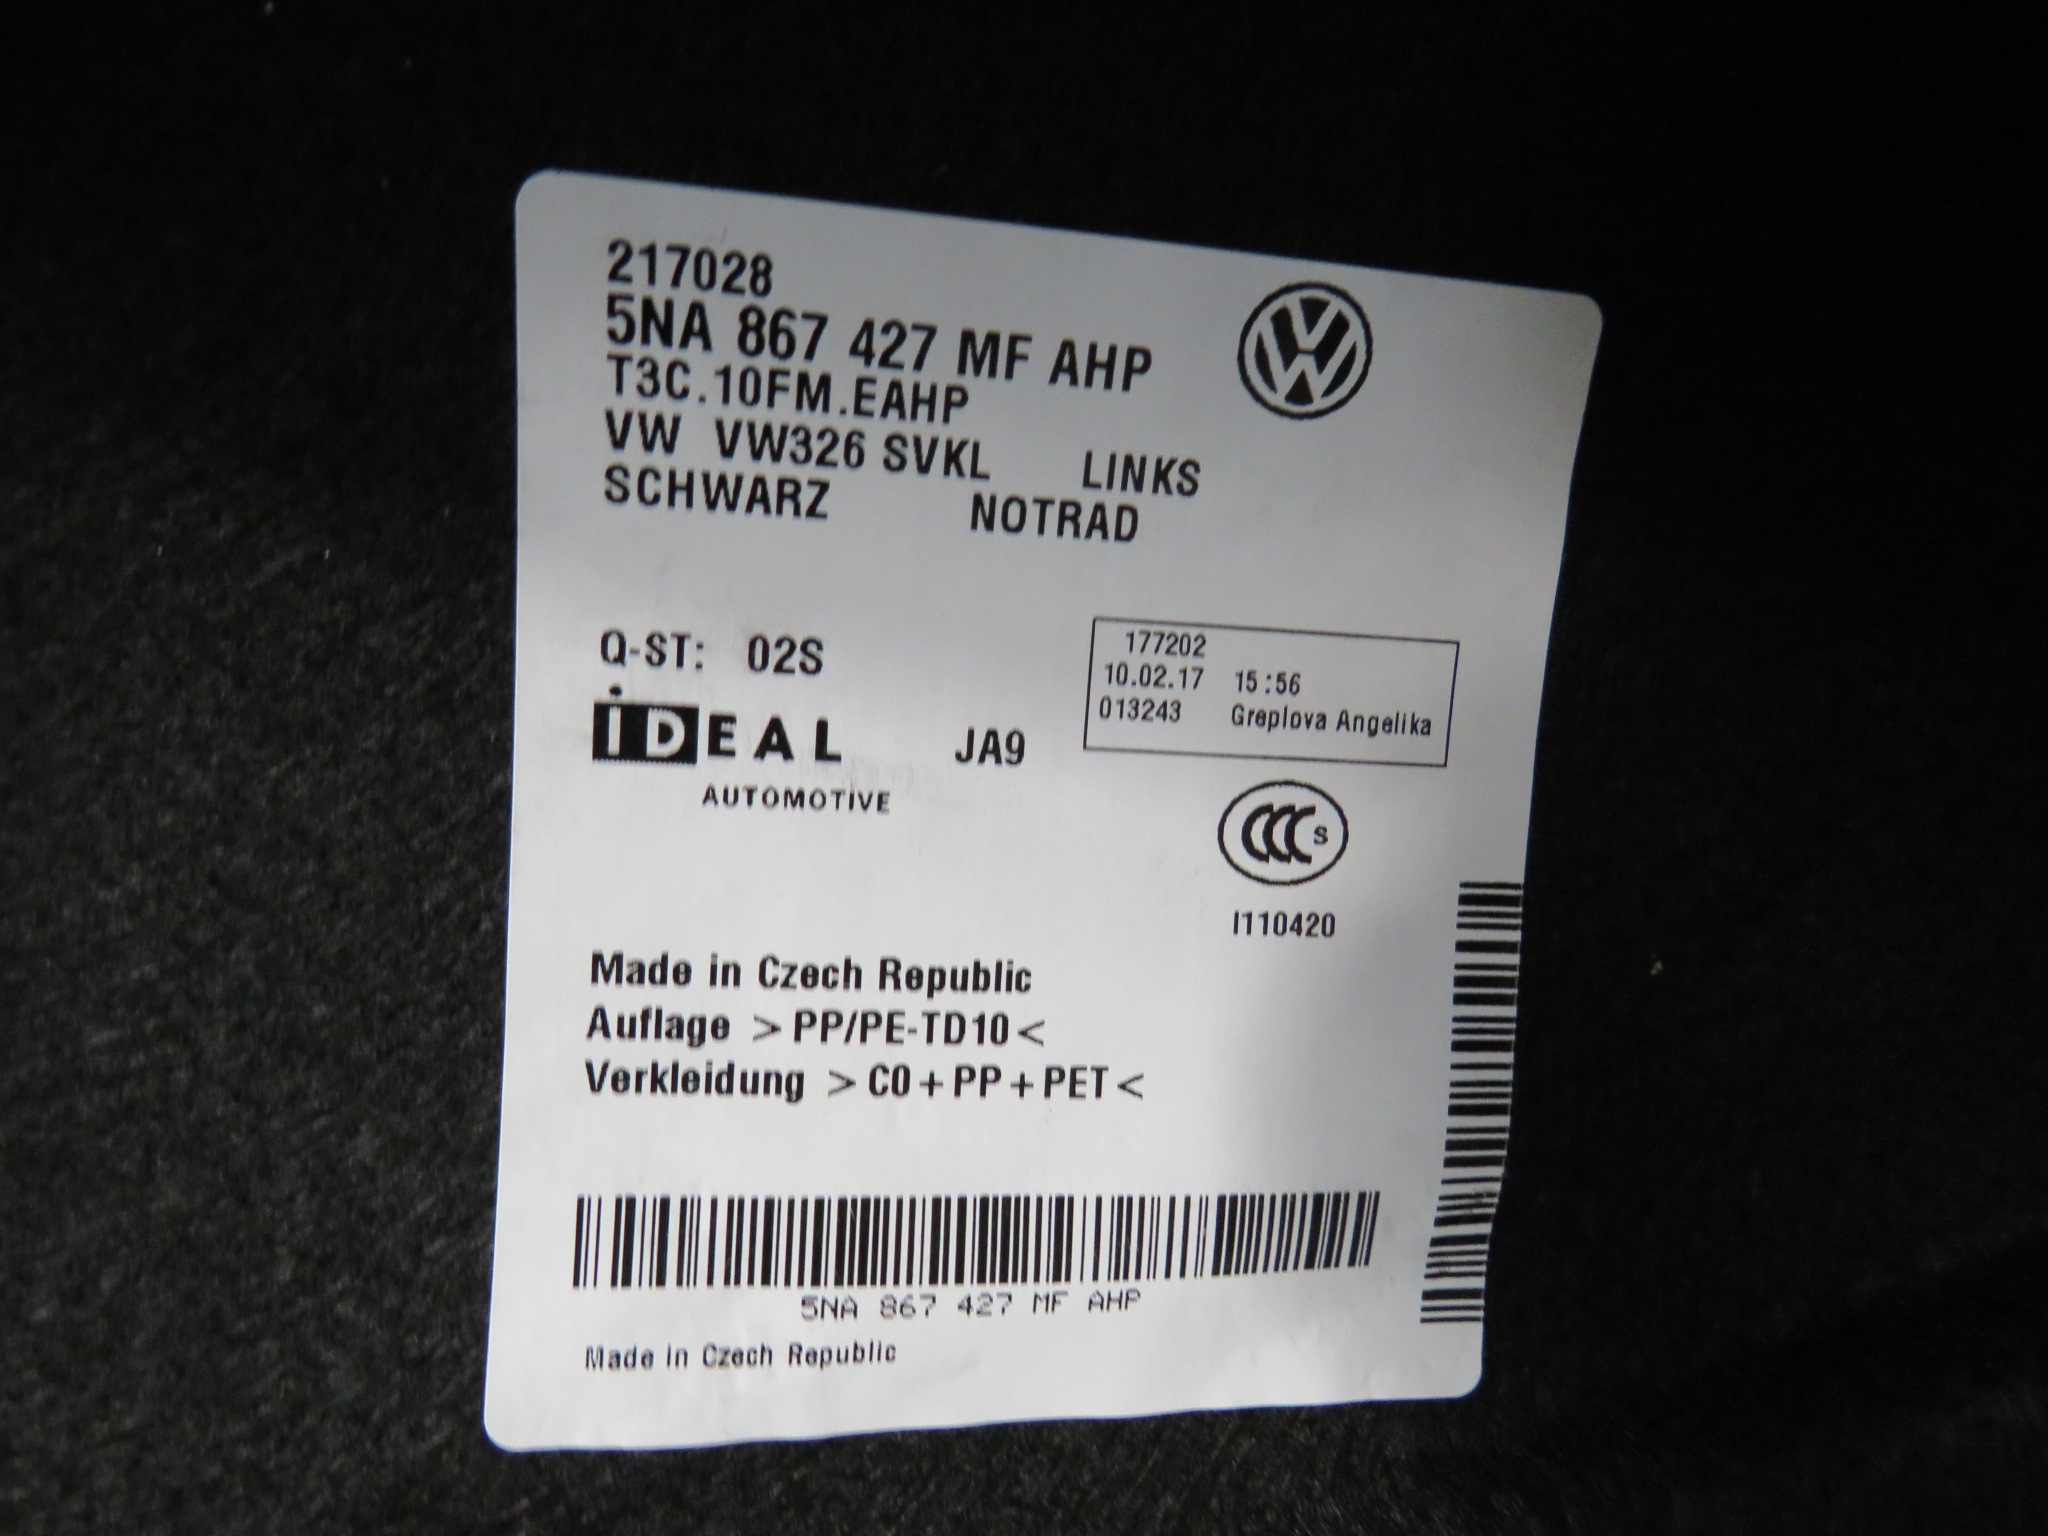 217028
5NA 867 427 MF AHP
T3C.10FM.EAHP
VW VW326 SVKL LINKS
SCHWARZ NOTRAD
Q-ST: 02S
177202
10.02.17 15:56
013243 Greplova Angelika
iDEAL JA9
AUTOMOTIVE
CCC S
I110420
Made in Czech Republic
Auflage >PP/PE-TD10<
Verkleidung >CO+PP+PET<
5NA 867 427 MF AHP
Made in Czech Republic